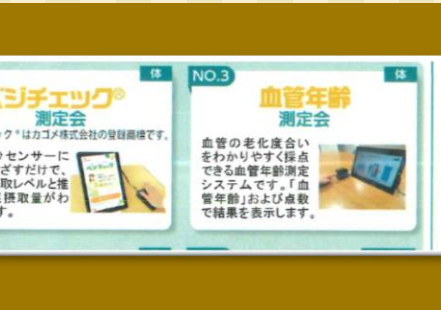 体
ジチェック®
測定会
ク®はカゴメ株式会社の登録商標です。
センサーに
ざすだけで、
取レベルと推
摂取量がわ
す。
NO.3
体
血管年齢
測定会
血管の老化度合い
をわかりやすく採点
できる血管年齢測定
システムです。「血
管年齢」および点数
で結果を表示します。